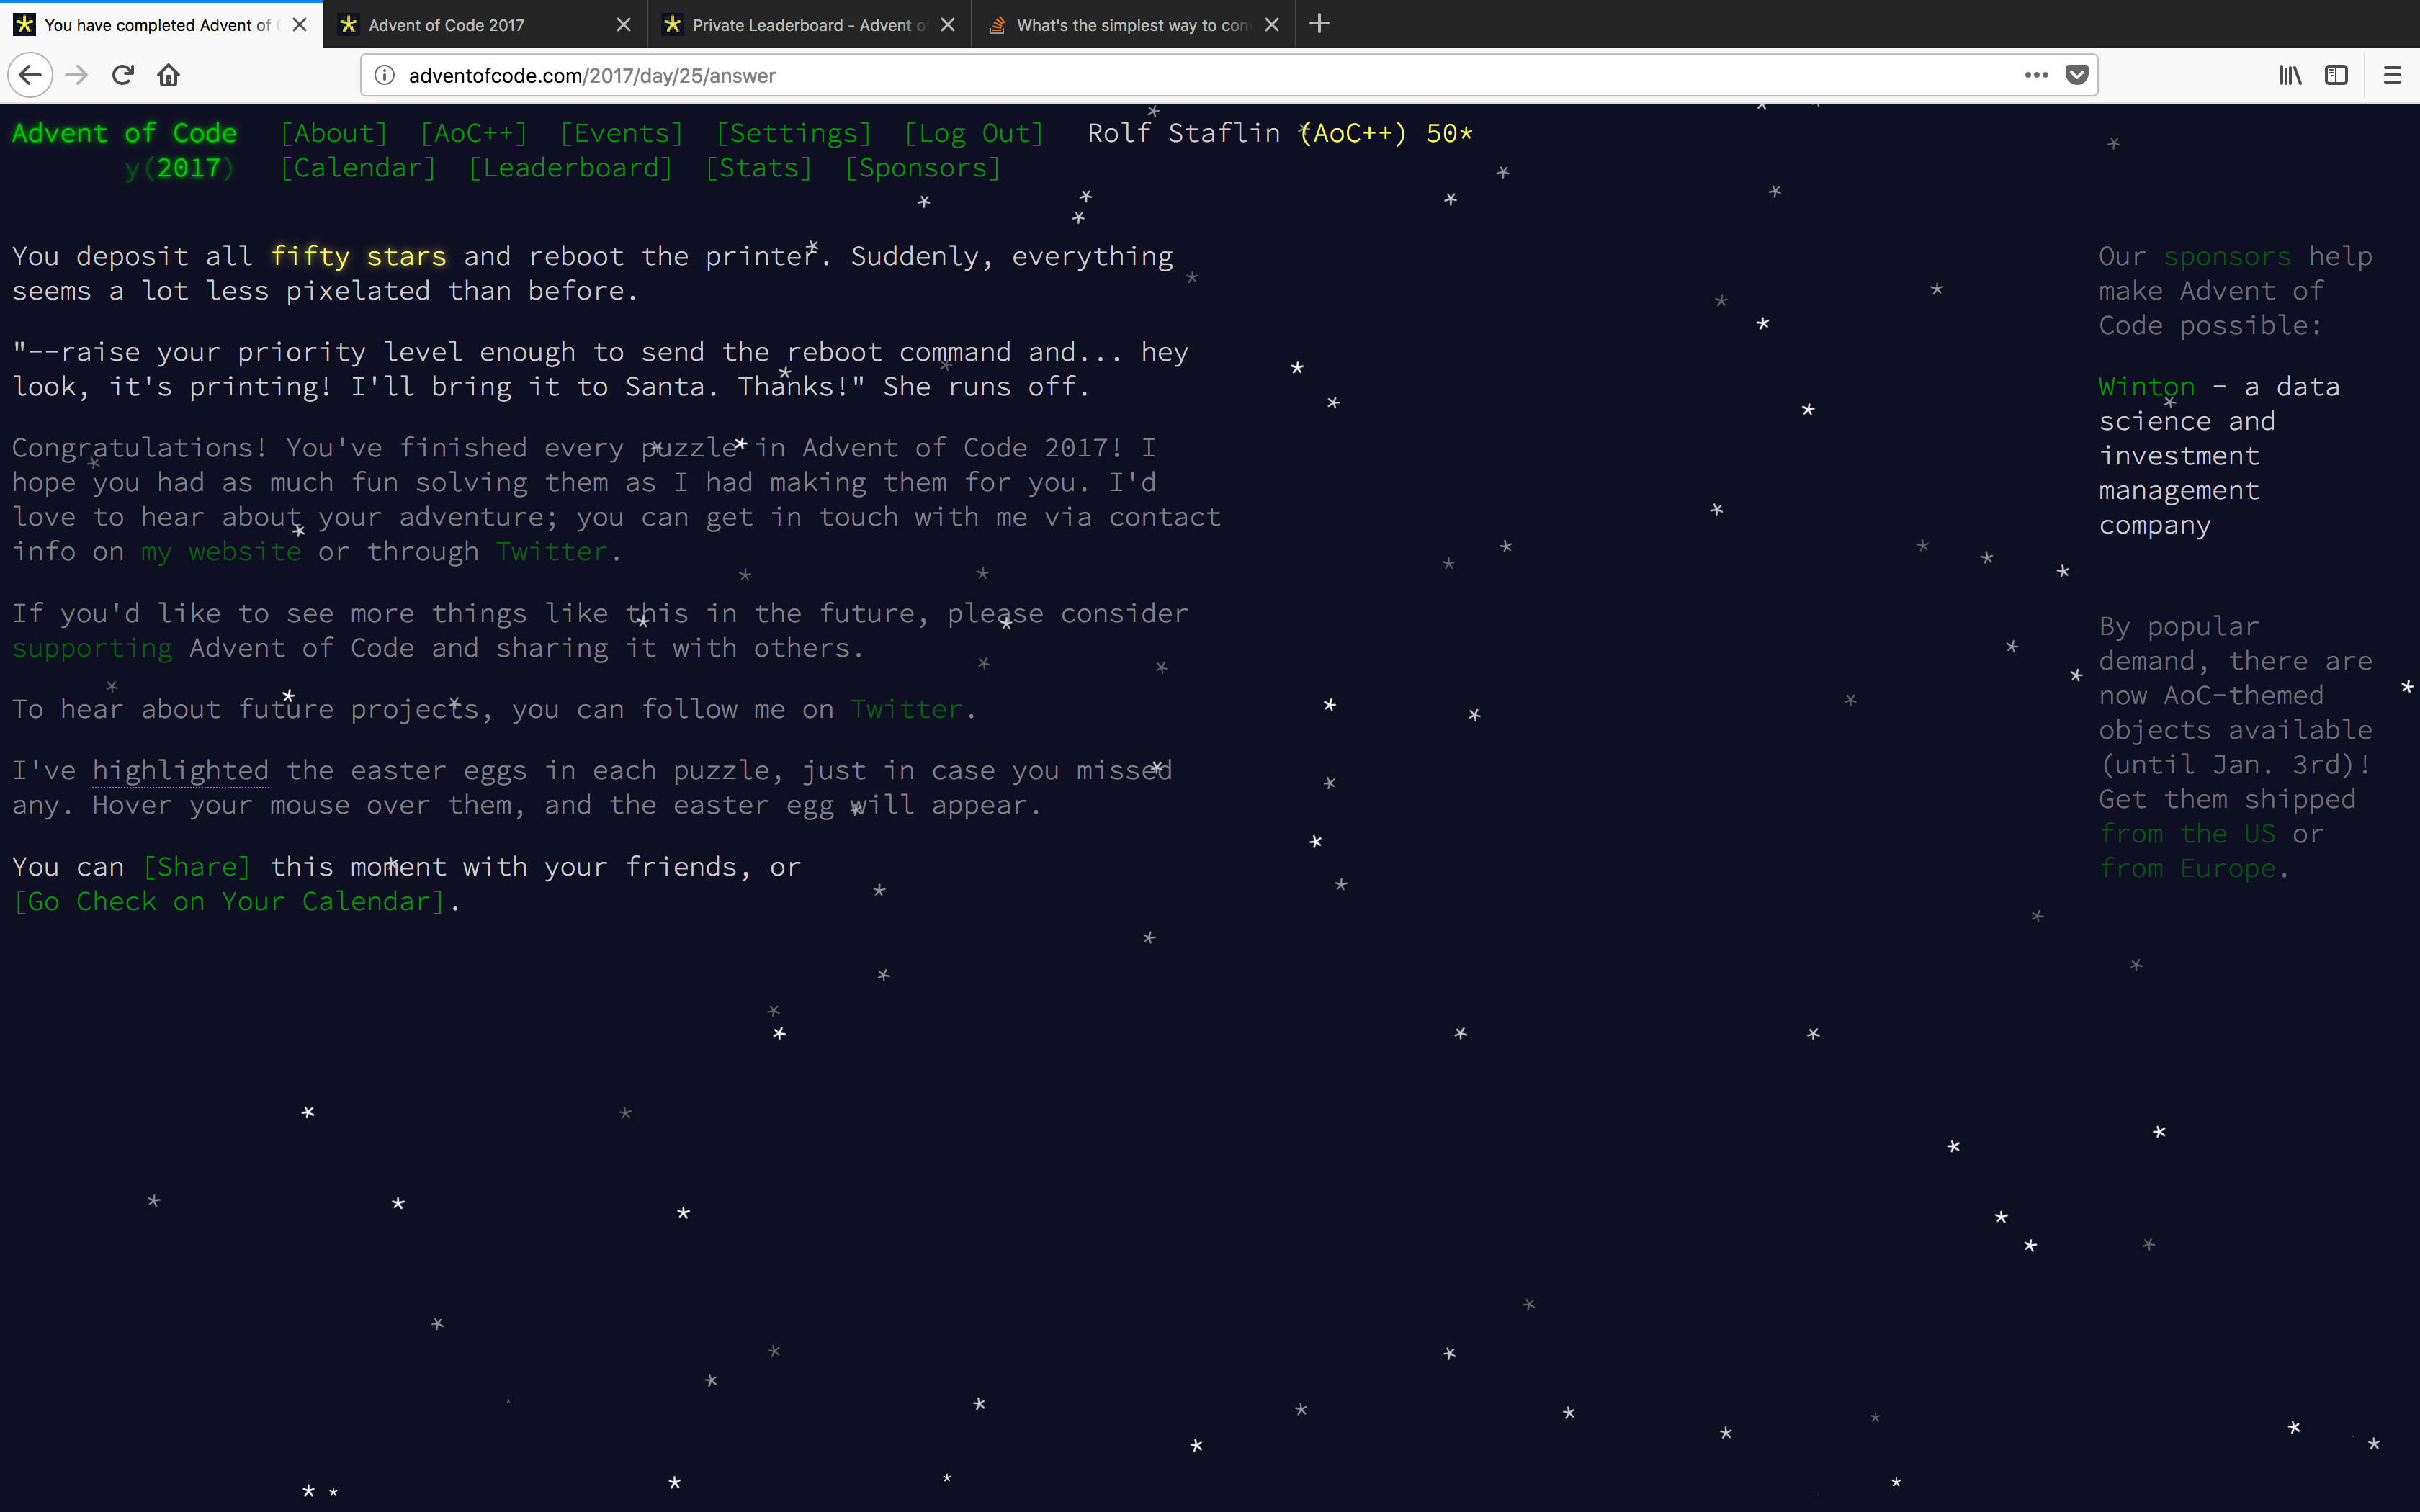 You have completed Advent of
Advent of Code 2017
Private Leaderboard - Advent o
What's the simplest way to con
adventofcode.com/2017/day/25/answer
Advent of Code [About] [AoC++] [Events] [Settings] [Log Out] Rolf Staflin (AoC++) 50*
y(2017) [Calendar] [Leaderboard] [Stats] [Sponsors]
You deposit all fifty stars and reboot the printer. Suddenly, everything
seems a lot less pixelated than before.
"--raise your priority level enough to send the reboot command and... hey
look, it's printing! I'll bring it to Santa. Thanks!" She runs off.
Congratulations! You've finished every puzzle in Advent of Code 2017! I
hope you had as much fun solving them as I had making them for you. I'd
love to hear about your adventure; you can get in touch with me via contact
info on my website or through Twitter.
If you'd like to see more things like this in the future, please consider
supporting Advent of Code and sharing it with others.
To hear about future projects, you can follow me on Twitter.
I've highlighted the easter eggs in each puzzle, just in case you missed
any. Hover your mouse over them, and the easter egg will appear.
You can [Share] this moment with your friends, or
[Go Check on Your Calendar].
Our sponsors help
make Advent of
Code possible:
Winton - a data
science and
investment
management
company
By popular
demand, there are
now AoC-themed
objects available
(until Jan. 3rd)!
Get them shipped
from the US or
from Europe.